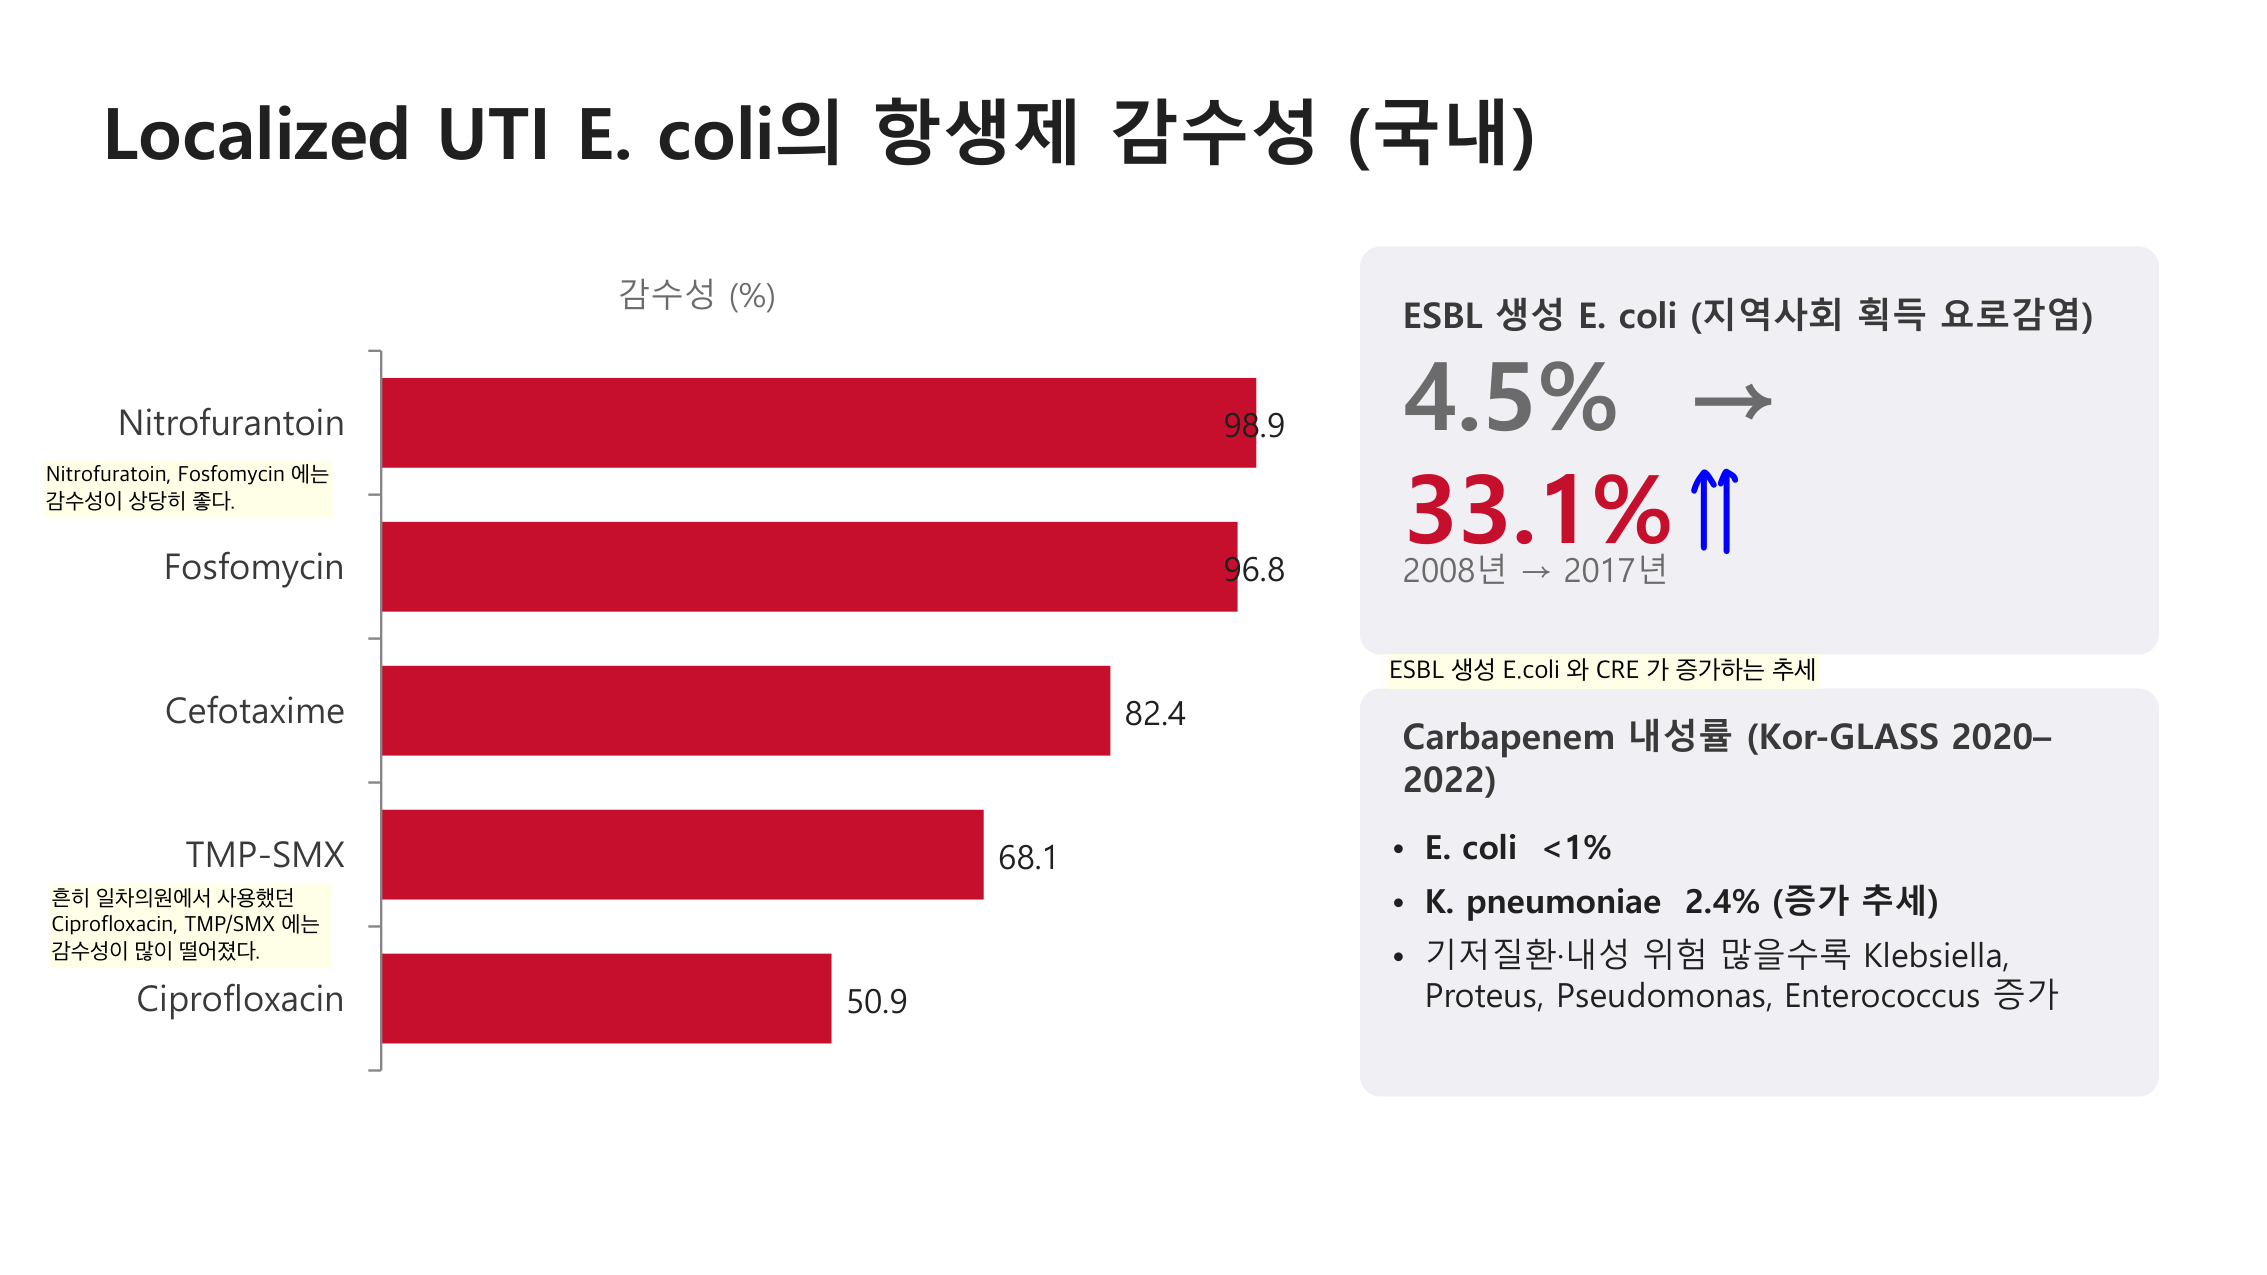 Localized UTI E. coli의 항생제 감수성 (국내)
감수성 (%)
Nitrofurantoin
98.9
Nitrofuratoin, Fosfomycin 에는
감수성이 상당히 좋다.
Fosfomycin
96.8
Cefotaxime
82.4
TMP-SMX
68.1
흔히 일차의원에서 사용했던
Ciprofloxacin, TMP/SMX 에는
감수성이 많이 떨어졌다.
Ciprofloxacin
50.9
ESBL 생성 E. coli (지역사회 획득 요로감염)
4.5% →
33.1%
2008년 → 2017년
ESBL 생성 E.coli 와 CRE 가 증가하는 추세
Carbapenem 내성률 (Kor-GLASS 2020–
2022)
• E. coli <1%
• K. pneumoniae 2.4% (증가 추세)
• 기저질환·내성 위험 많을수록 Klebsiella,
Proteus, Pseudomonas, Enterococcus 증가